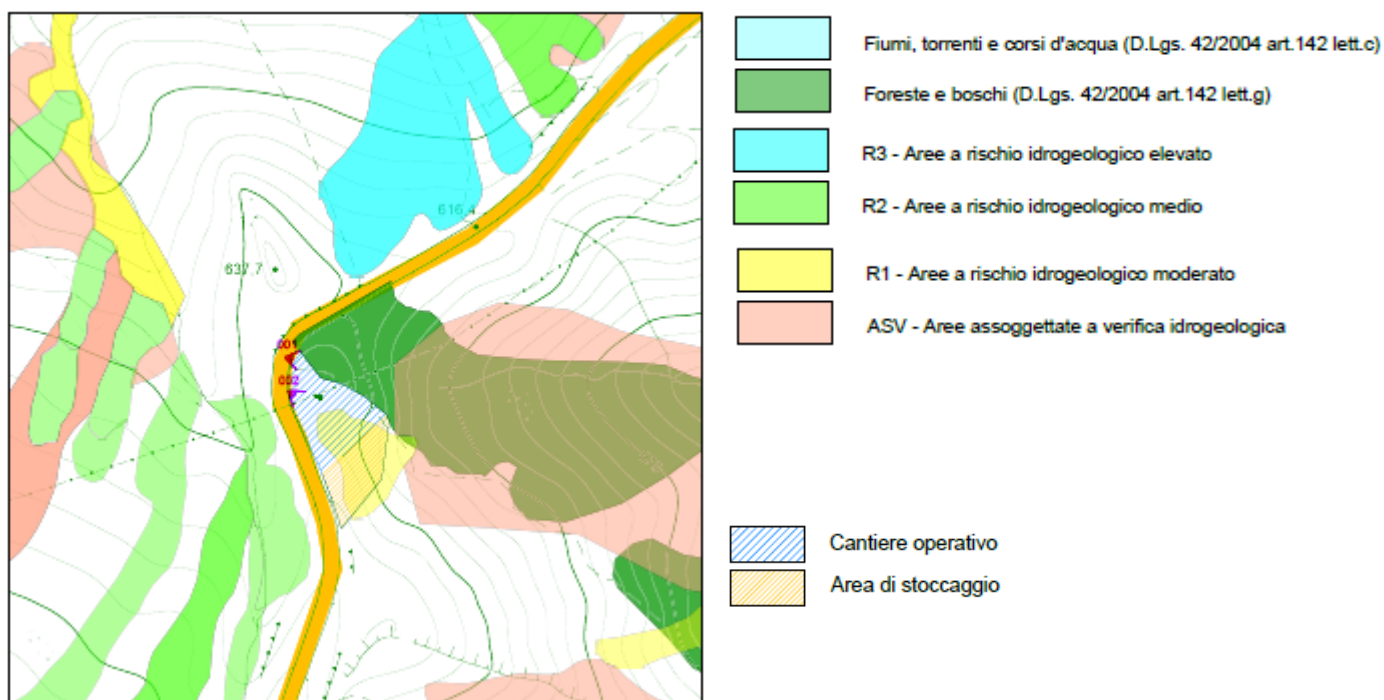 Fiumi, torrenti e corsi d'acqua (D.Lgs. 42/2004 art.142 lett.c)
Foreste e boschi (D.Lgs. 42/2004 art.142 lett.g)
R3 - Aree a rischio idrogeologico elevato
R2 - Aree a rischio idrogeologico medio
R1 - Aree a rischio idrogeologico moderato
ASV - Aree assoggettate a verifica idrogeologica
Cantiere operativo
Area di stoccaggio
616.4
637.7
001
002